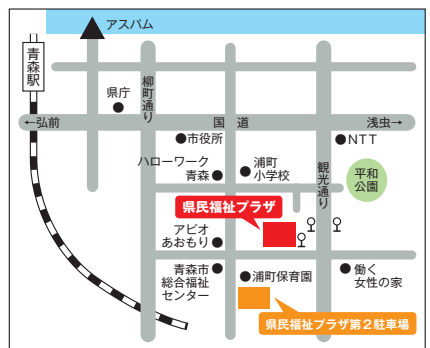 アスパム
青森駅
県庁
柳町通り
←弘前
国道
浅虫→
市役所
NTT
ハローワーク
青森
浦町
小学校
観光通り
平和
公園
県民福祉プラザ
アピオ
あおもり
青森市
総合福祉
センター
浦町保育園
働く
女性の家
県民福祉プラザ第2駐車場